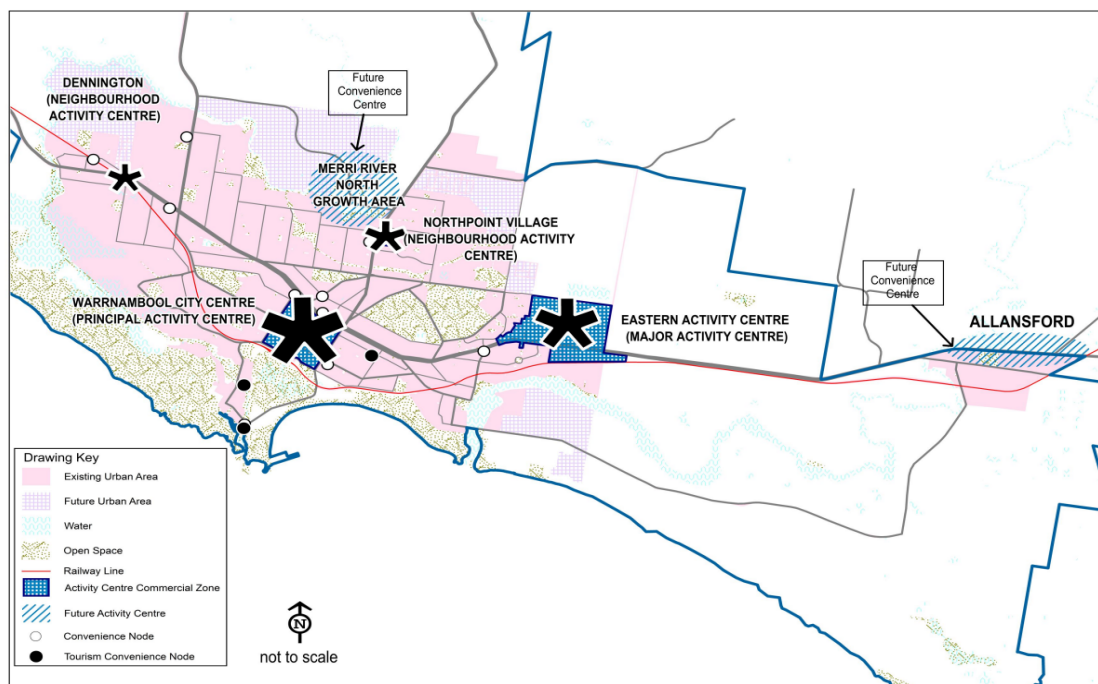 DENNINGTON
(NEIGHBOURHOOD
ACTIVITY CENTRE)
Future
Convenience
Centre
MERRI RIVER
NORTH
GROWTH AREA
NORTHPOINT VILLAGE
(NEIGHBOURHOOD ACTIVITY
CENTRE)
WARRNAMBOOL CITY CENTRE
(PRINCIPAL ACTIVITY CENTRE)
EASTERN ACTIVITY CENTRE
(MAJOR ACTIVITY CENTRE)
Future
Convenience
Centre
ALLANSFORD
Drawing Key
Existing Urban Area
Future Urban Area
Water
Open Space
Railway Line
Activity Centre Commercial Zone
Future Activity Centre
Convenience Node
Tourism Convenience Node
N
not to scale